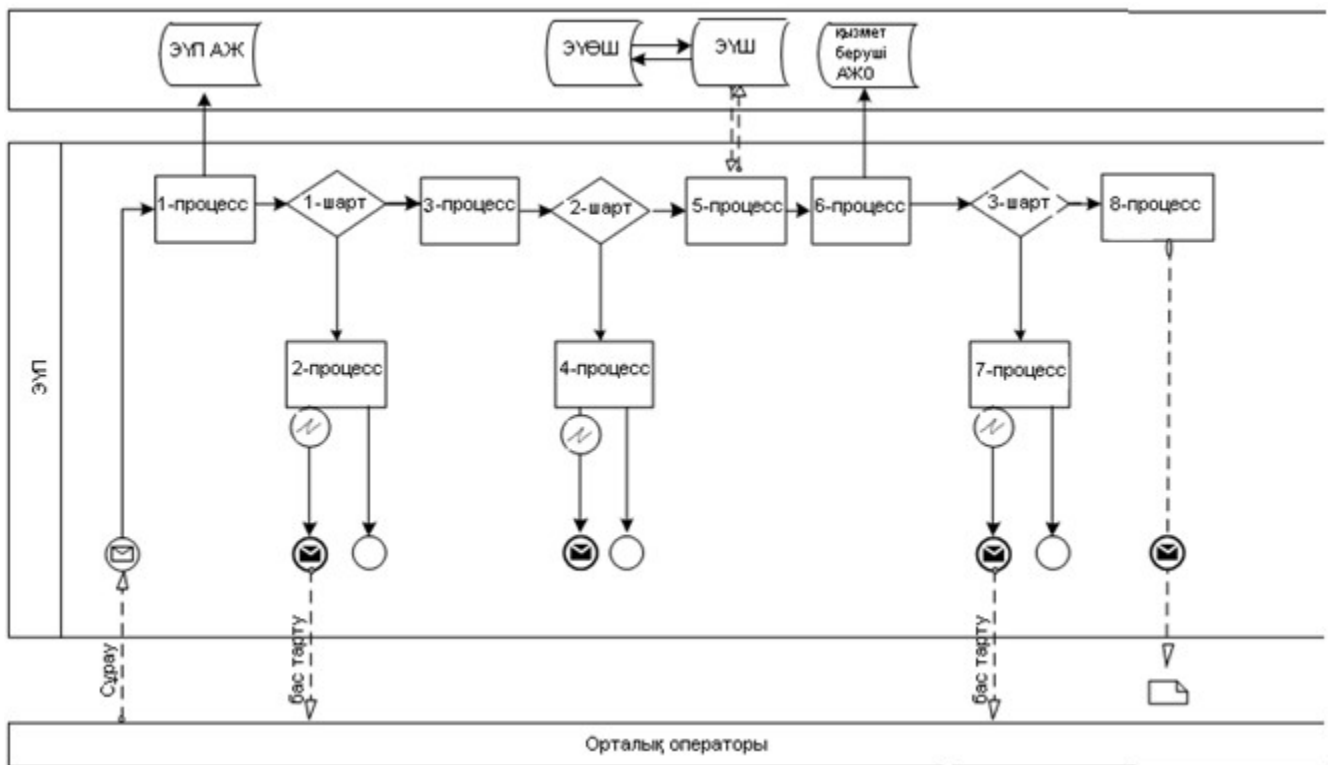 ЭҮП АЖ
ЭҮӨШ
ЭҮШ
қызмет
беруші
АЖО
ЭҮП
1-процесс
1-шарт
3-процесс
2-шарт
5-процесс
6-процесс
3-шарт
8-процесс
2-процесс
4-процесс
7-процесс
Сұрау
бас тарту
бас тарту
Орталық операторы